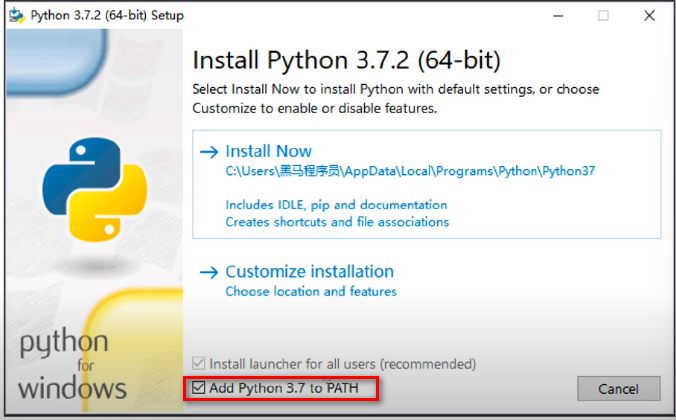 Python 3.7.2 (64-bit) Setup
Install Python 3.7.2 (64-bit)
Select Install Now to install Python with default settings, or choose
Customize to enable or disable features.
Install Now
C:\Users\黑马程序员\AppData\Local\Programs\Python\Python37
Includes IDLE, pip and documentation
Creates shortcuts and file associations
Customize installation
Choose location and features
python
for
windows
Install launcher for all users (recommended)
Add Python 3.7 to PATH
Cancel